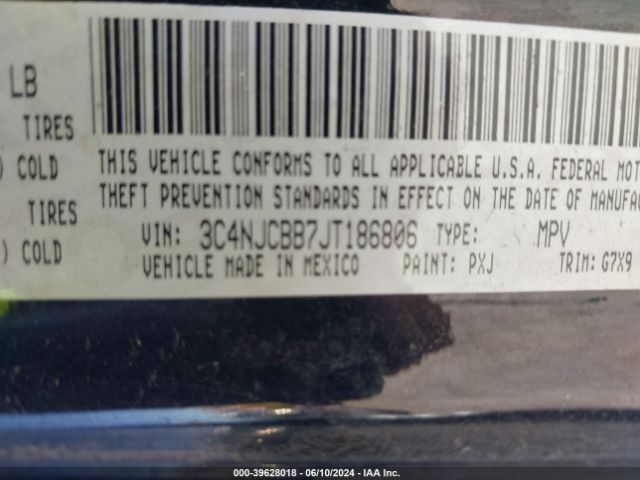 LB
TIRES
) COLD
TIRES
) COLD
THIS VEHICLE CONFORMS TO ALL APPLICABLE U.S.A. FEDERAL MOT
THEFT PREVENTION STANDARDS IN EFFECT ON THE DATE OF MANUFA
VIN: 3C4NJCBB7JT186806 TYPE: MPV
VEHICLE MADE IN MEXICO PAINT: PXJ TRIM: G7X9
000-39628018 - 06/10/2024 - IAA Inc.